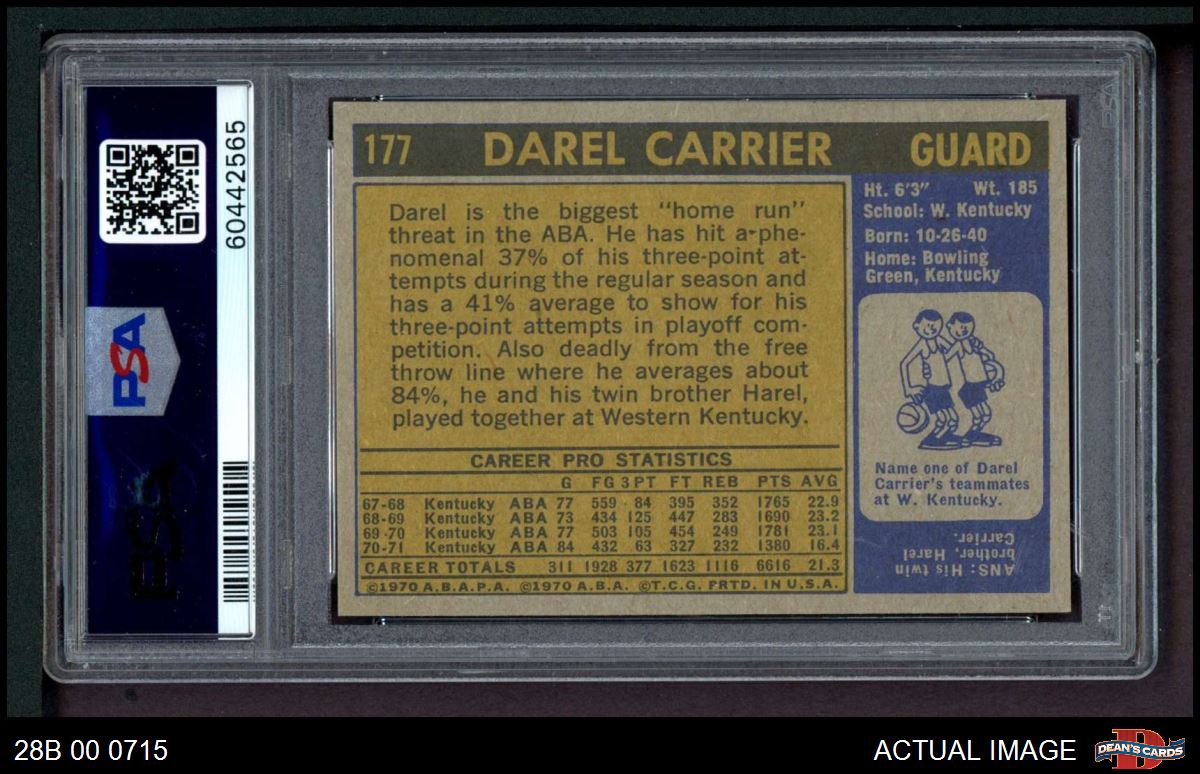 60442565
PSA
PSA
177 DAREL CARRIER GUARD
Darel is the biggest "home run"
threat in the ABA. He has hit a phe-
nomenal 37% of his three-point at-
tempts during the regular season and
has a 41% average to show for his
three-point attempts in playoff com-
petition. Also deadly from the free
throw line where he averages about
84%, he and his twin brother Harel,
played together at Western Kentucky.
CAREER PRO STATISTICS
G FG 3PT FT REB PTS AVG
67-68 Kentucky ABA 77 559 84 395 352 1765 22.9
68-69 Kentucky ABA 73 434 125 447 283 1690 23.2
69-70 Kentucky ABA 77 503 105 454 249 1781 23.1
70-71 Kentucky ABA 84 432 63 327 232 1380 16.4
CAREER TOTALS 311 1928 377 1623 1116 6616 21.3
©1970 A.B.A.P.A. ©1970 A.B.A. ©T.C.G. PRTD. IN U.S.A.
Ht. 6'3" Wt. 185
School: W. Kentucky
Born: 10-26-40
Home: Bowling
Green, Kentucky
Name one of Darel
Carrier's teammates
at W. Kentucky.
ANS: His twin
brother, Harel
Carrier.
28B 00 0715
ACTUAL IMAGE
DEAN'S CARDS